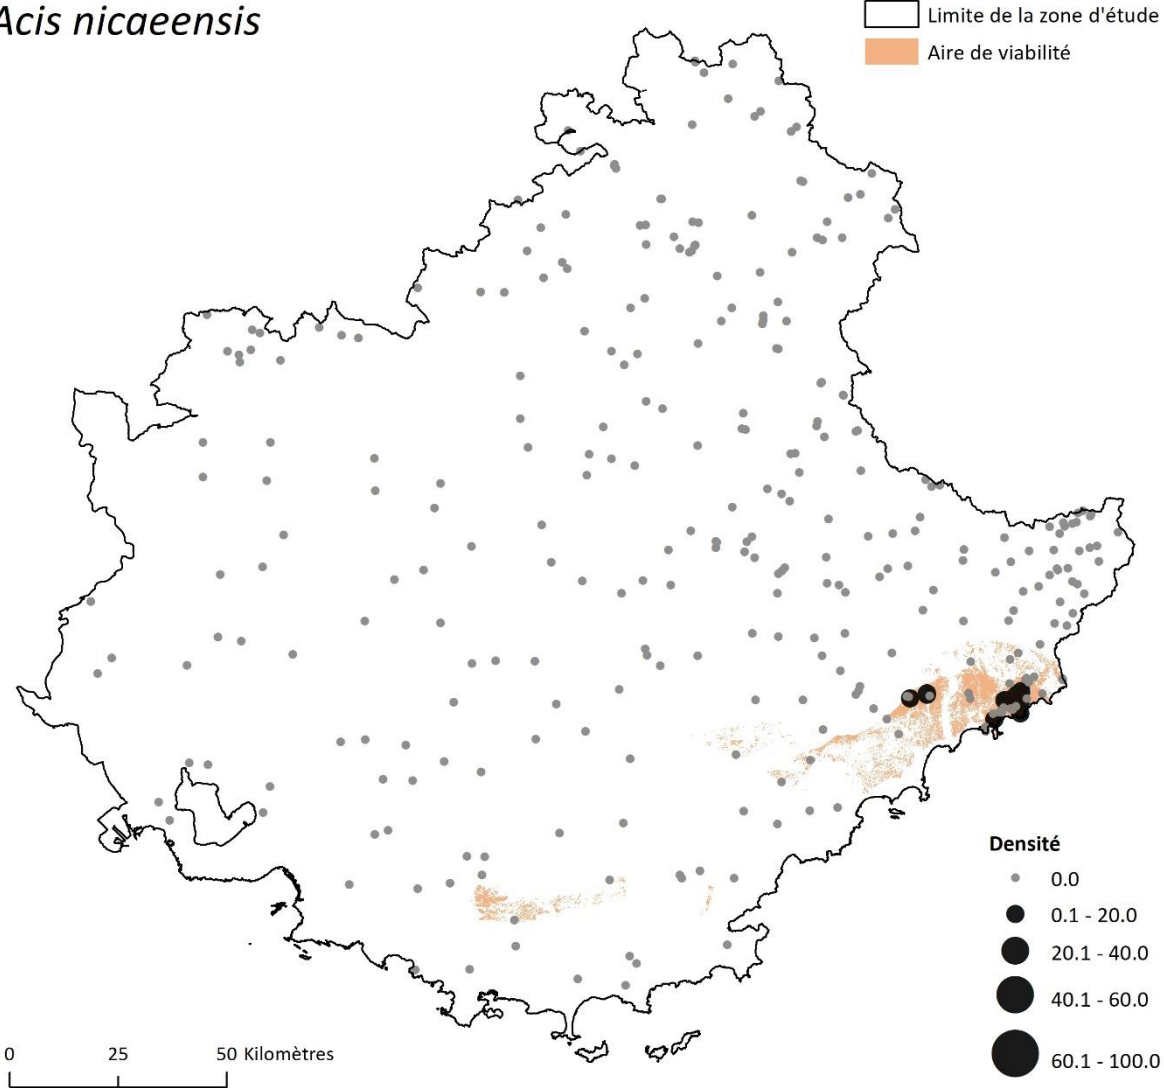 Acis nicaeensis
Limite de la zone d'étude
Aire de viabilité
Densité
0.0
0.1 - 20.0
20.1 - 40.0
40.1 - 60.0
60.1 - 100.0
0 25 50 Kilomètres